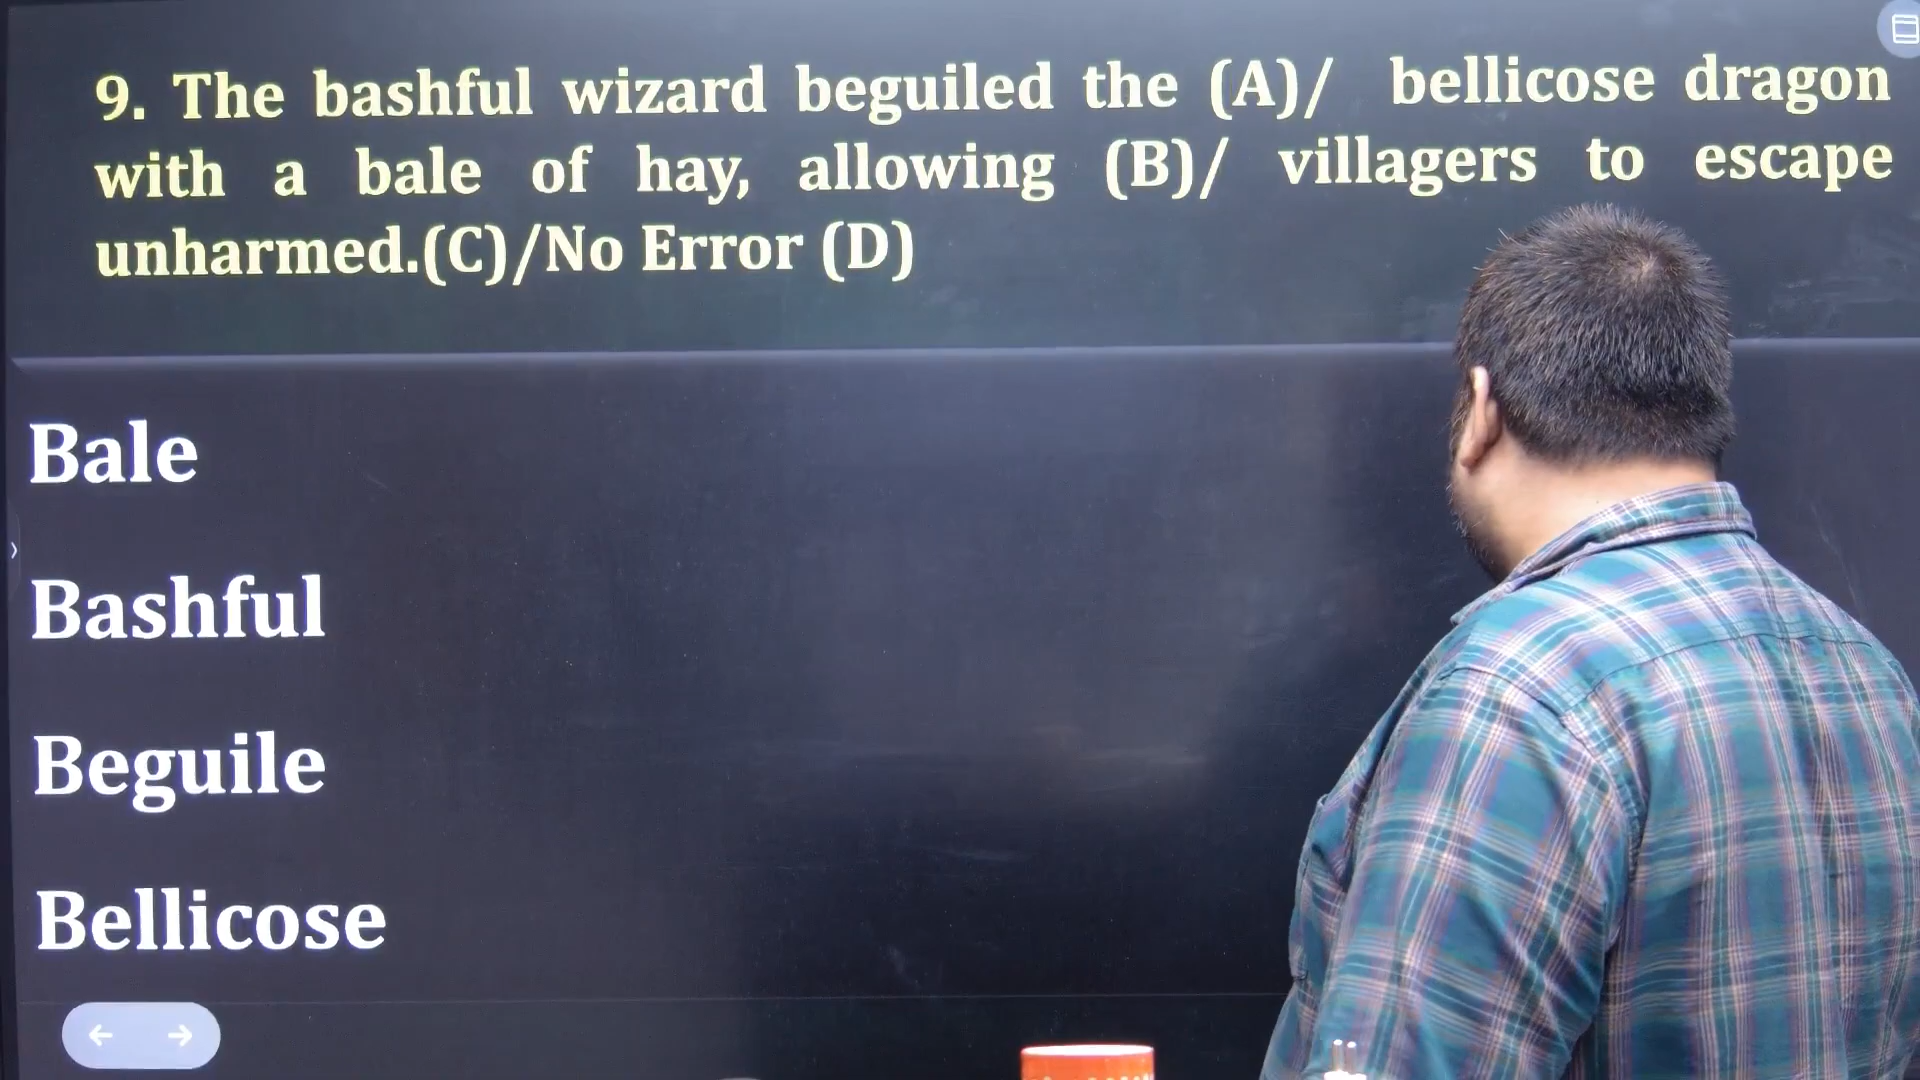 9. The bashful wizard beguiled the (A)/ bellicose dragon
with a bale of hay, allowing (B)/ villagers to escape
unharmed.(C)/No Error (D)
Bale
Bashful
Beguile
Bellicose